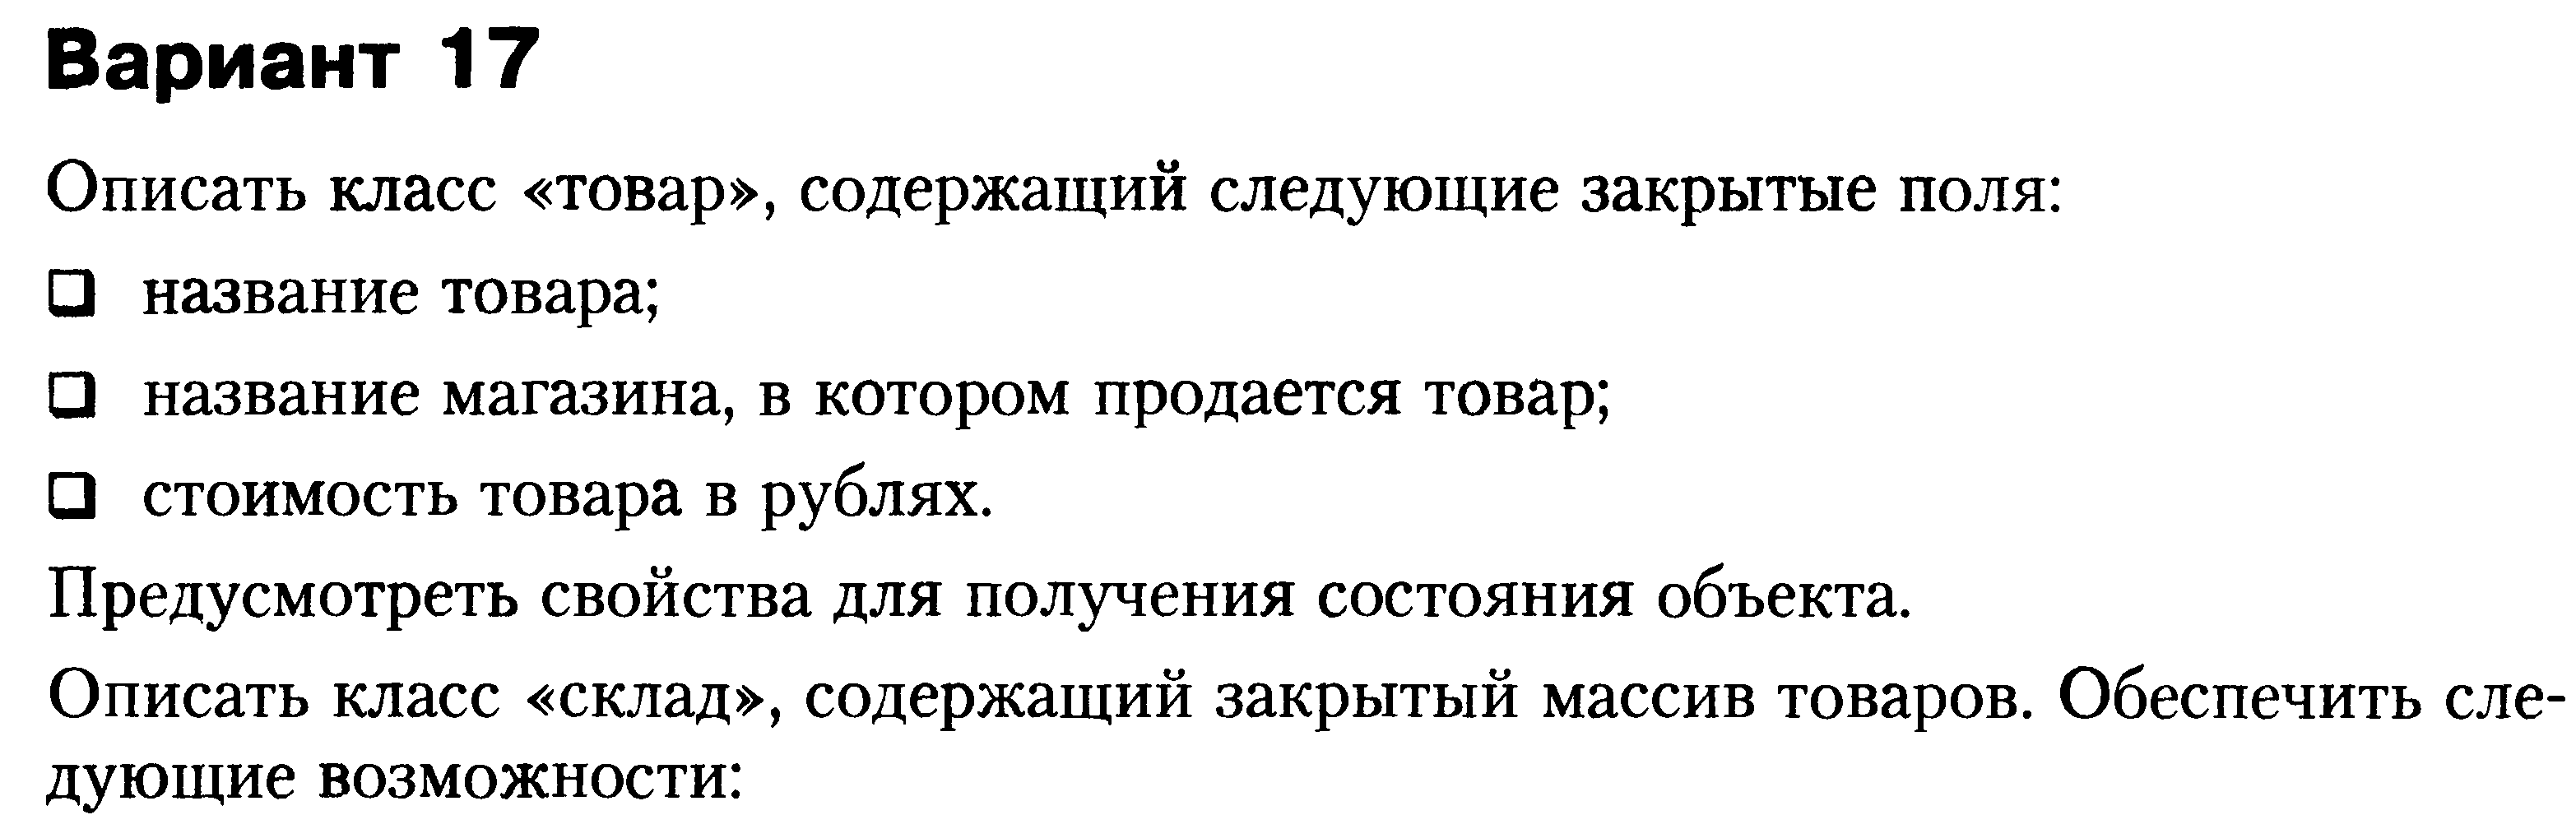 Вариант 17
Описать класс «товар», содержащий следующие закрытые поля:
❑ название товара;
❑ название магазина, в котором продается товар;
❑ стоимость товара в рублях.
Предусмотреть свойства для получения состояния объекта.
Описать класс «склад», содержащий закрытый массив товаров. Обеспечить сле-
дующие возможности: